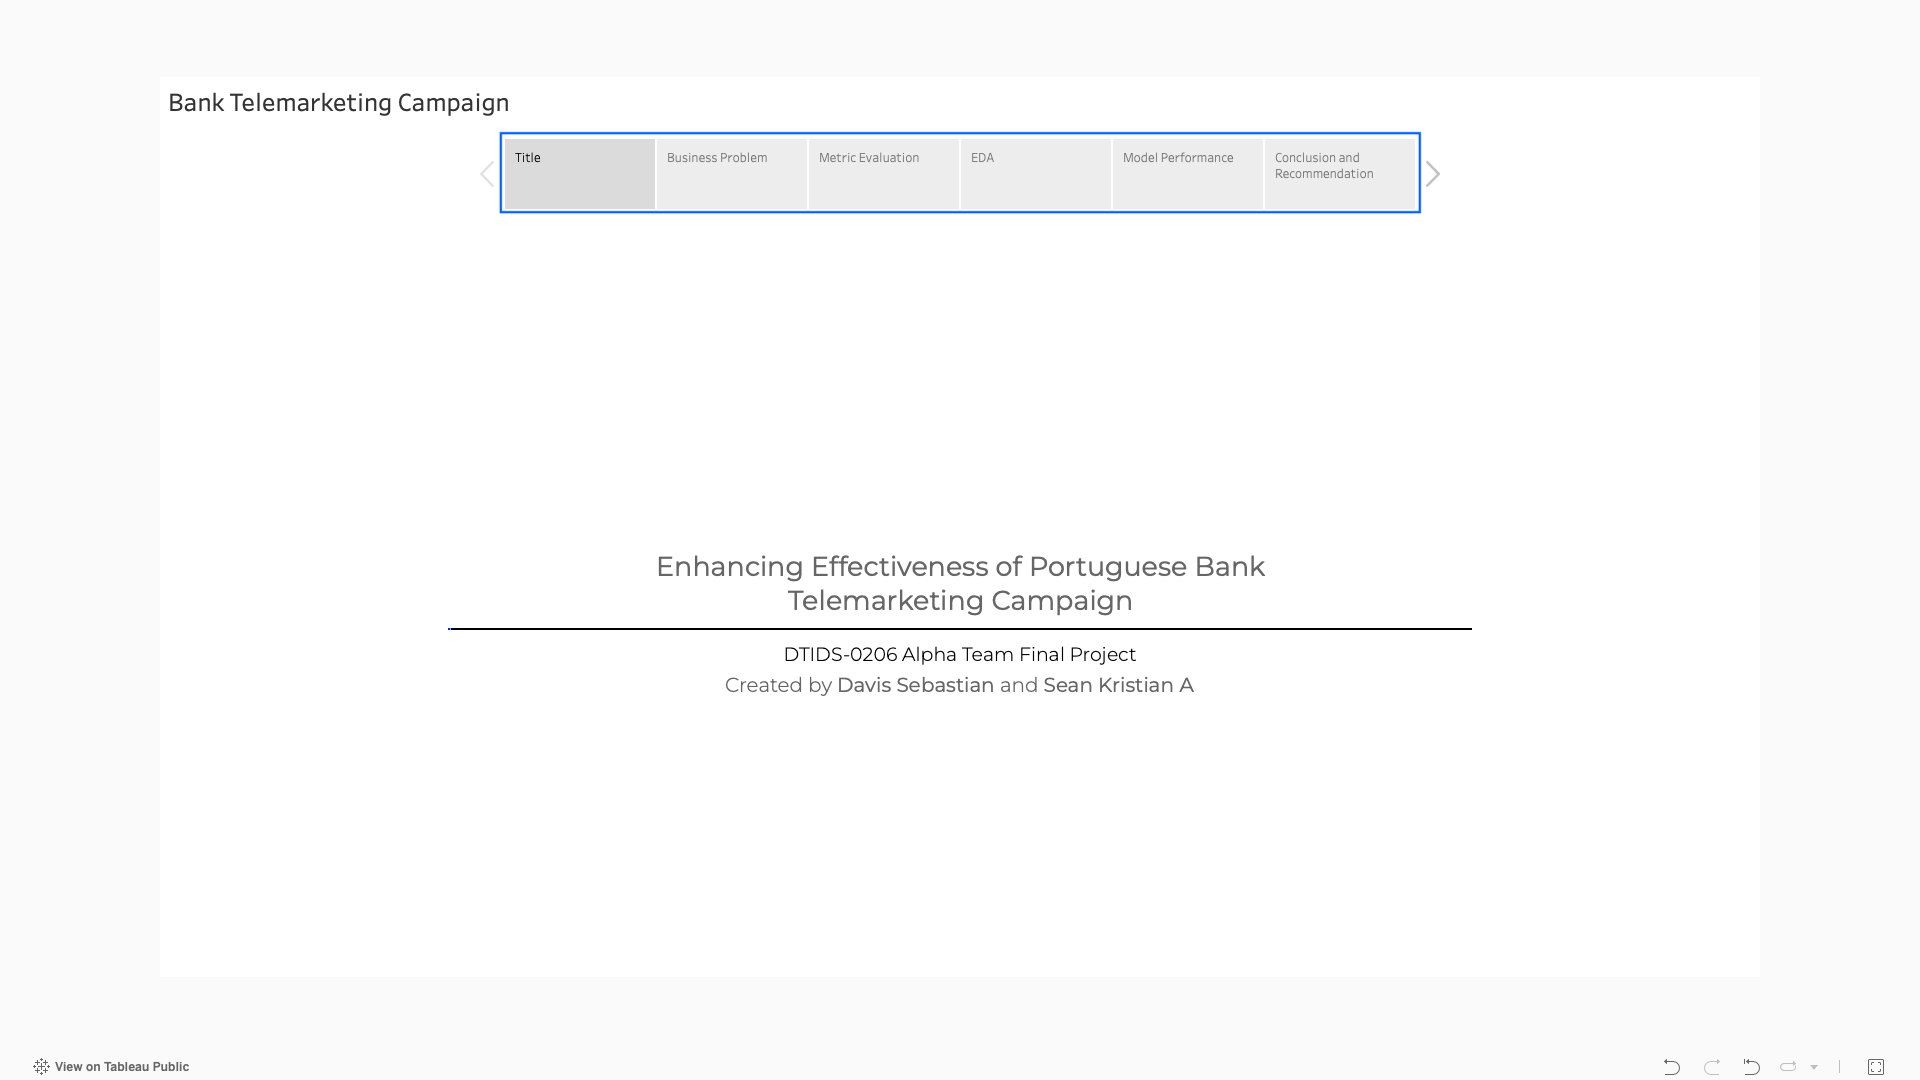 Bank Telemarketing Campaign
Title
Business Problem
Metric Evaluation
EDA
Model Performance
Conclusion and
Recommendation
Enhancing Effectiveness of Portuguese Bank
Telemarketing Campaign
DTIDS-0206 Alpha Team Final Project
Created by Davis Sebastian and Sean Kristian A
View on Tableau Public